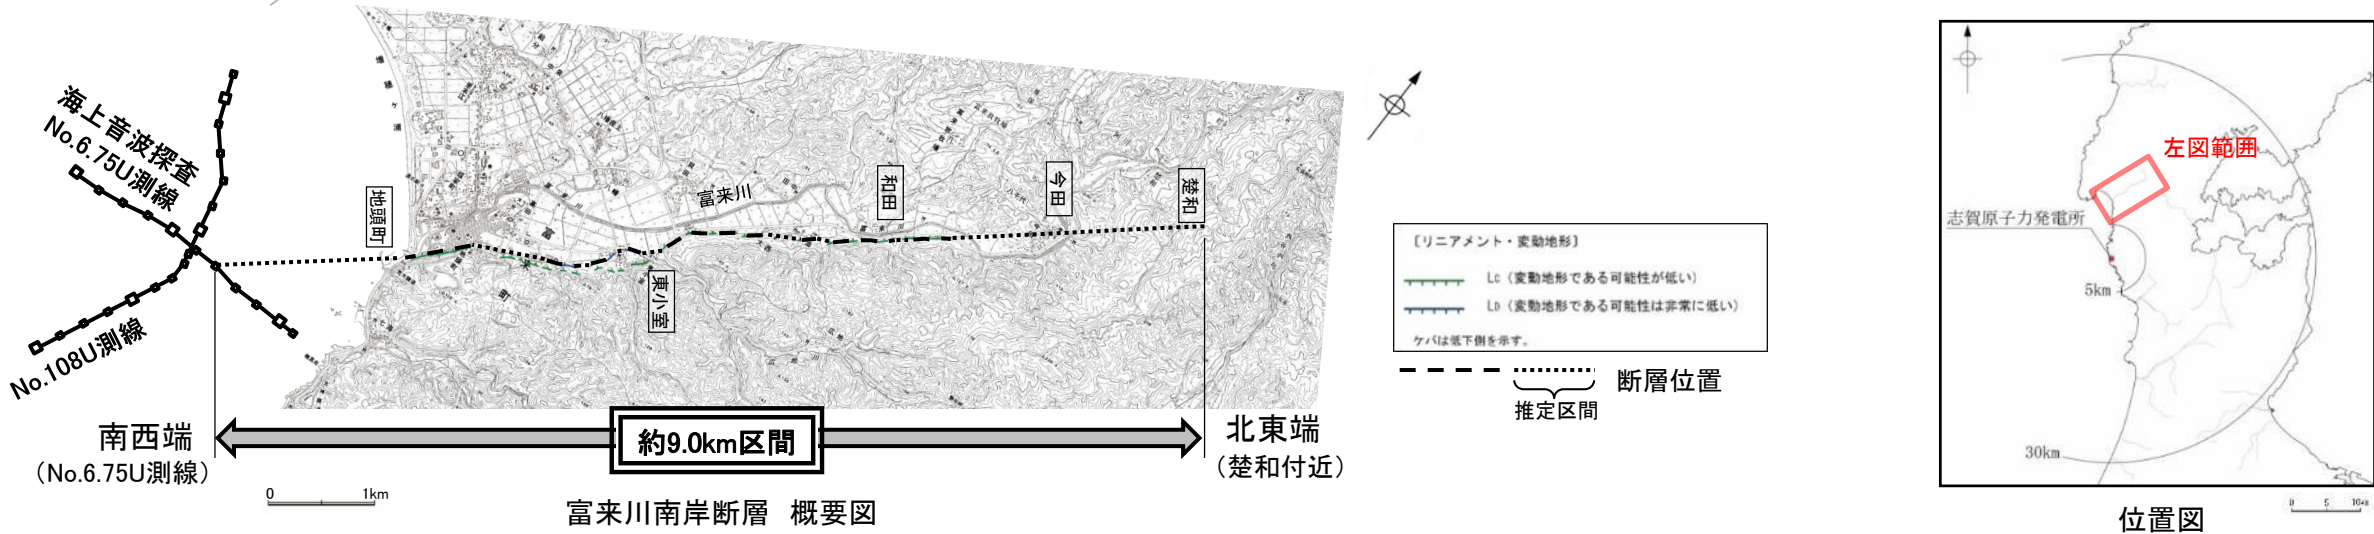 海上音波探査
No.6.75U測線
No.108U測線
地頭町
富来川
和田
今田
楚和
東小室
南西端
（No.6.75U測線）
約9.0km区間
北東端
（楚和付近）
0 1km
富来川南岸断層 概要図
〔リニアメント・変動地形〕
LC（変動地形である可能性が低い）
LD（変動地形である可能性は非常に低い）
ケバは低下側を示す。
断層位置
推定区間
左図範囲
志賀原子力発電所
5km
30km
0 5 10km
位置図